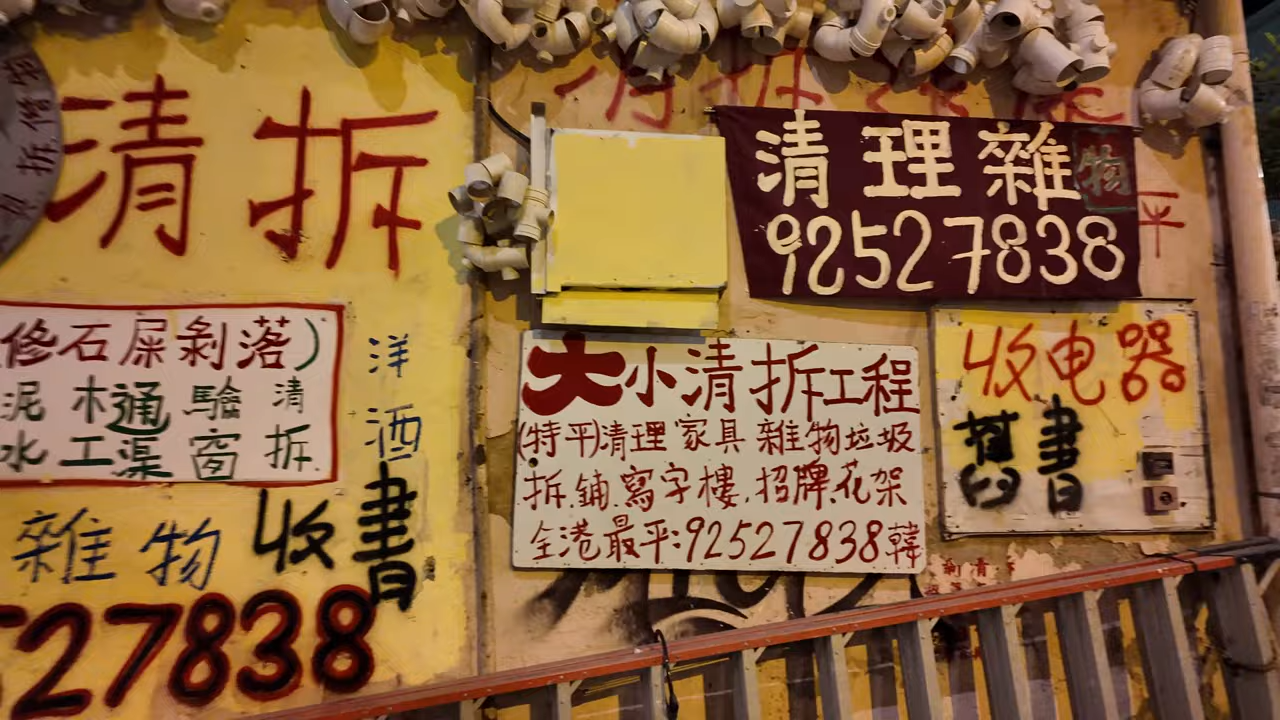 清拆
修石屎剝落)
泥木通驗清
水工渠窗拆
洋酒
雜物收書
527838
清理雜物
92527838
平
大小清拆工程
(特平)清理家具雜物垃圾
拆.鋪.寫字樓.招牌.花架
全港最平:92527838韓
收电器
舊書